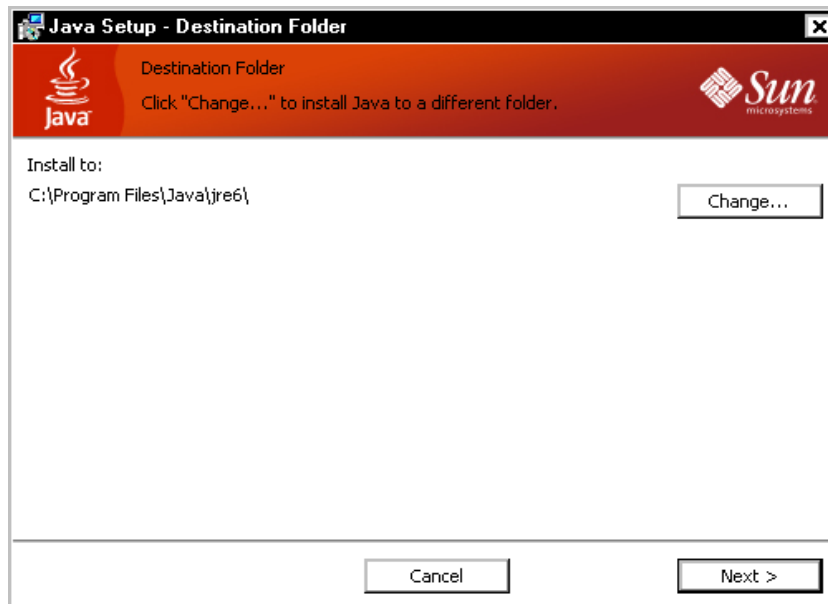 Java Setup - Destination Folder
Java
Destination Folder
Click "Change..." to install Java to a different folder.
Sun
microsystems
Install to:
C:\Program Files\Java\jre6\
Change...
Cancel
Next >